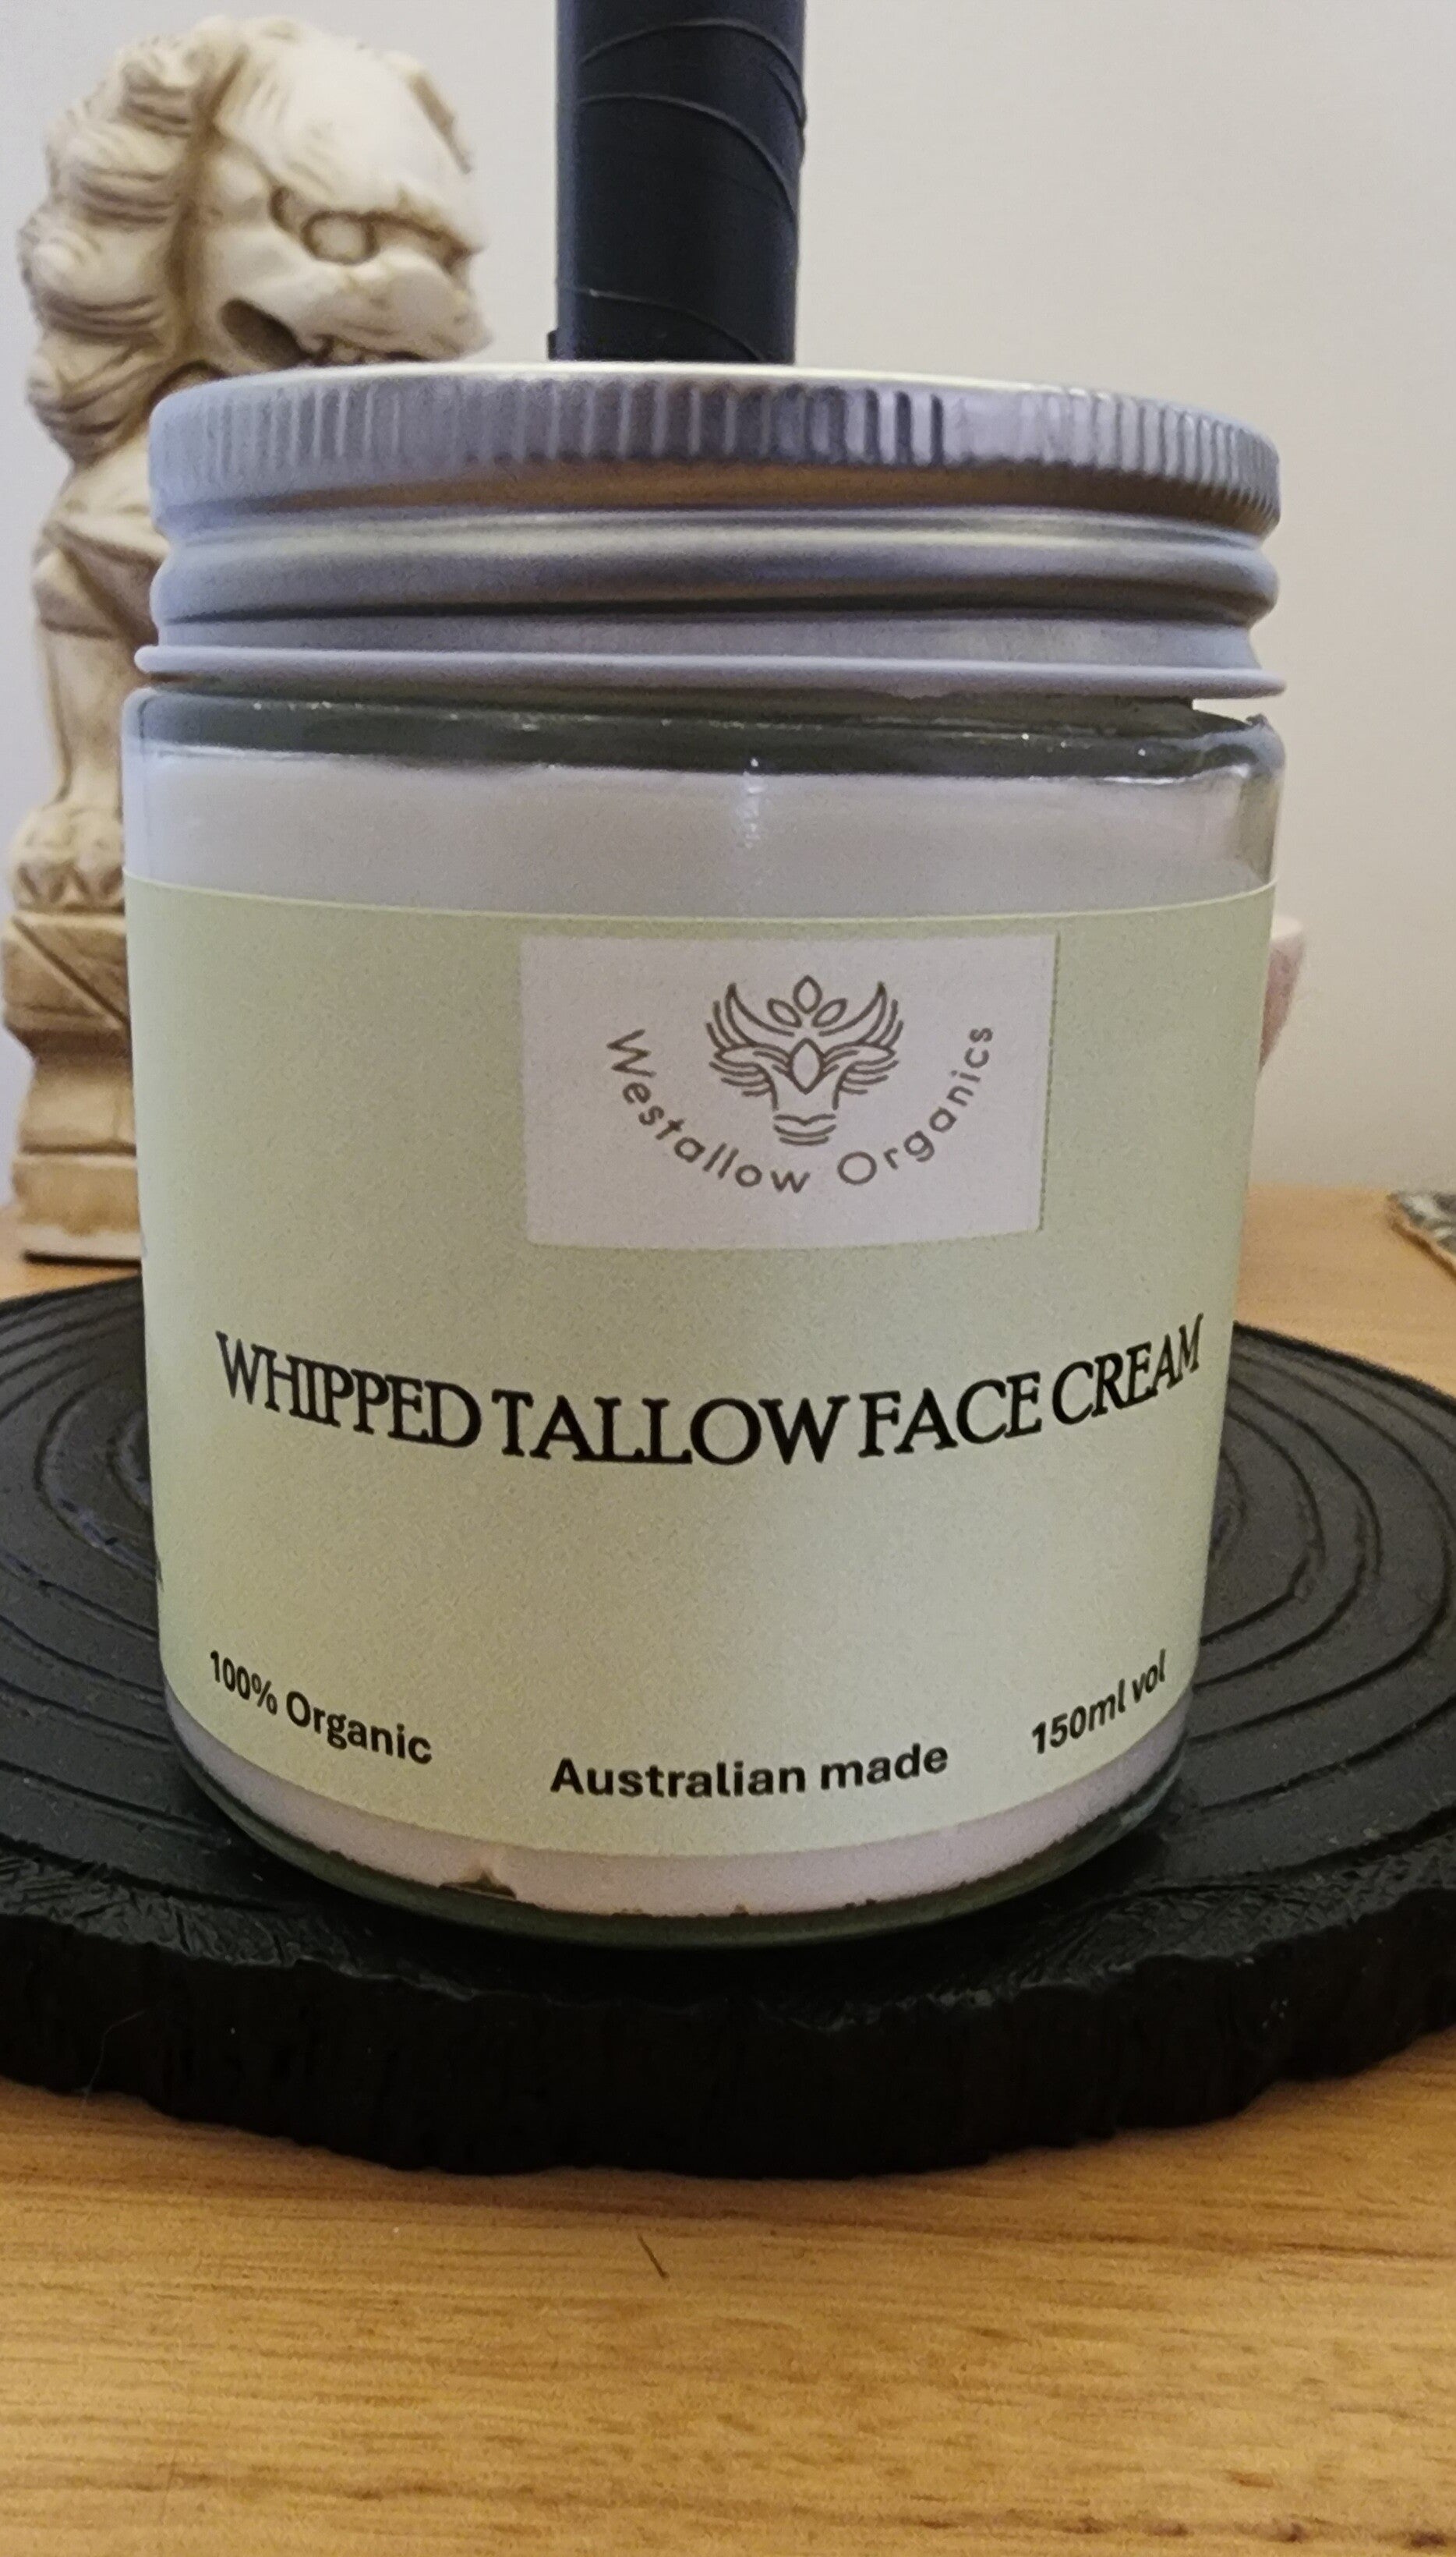 Westallow Organics
WHIPPED TALLOW FACE CREAM
100% Organic
Australian made
150ml vol